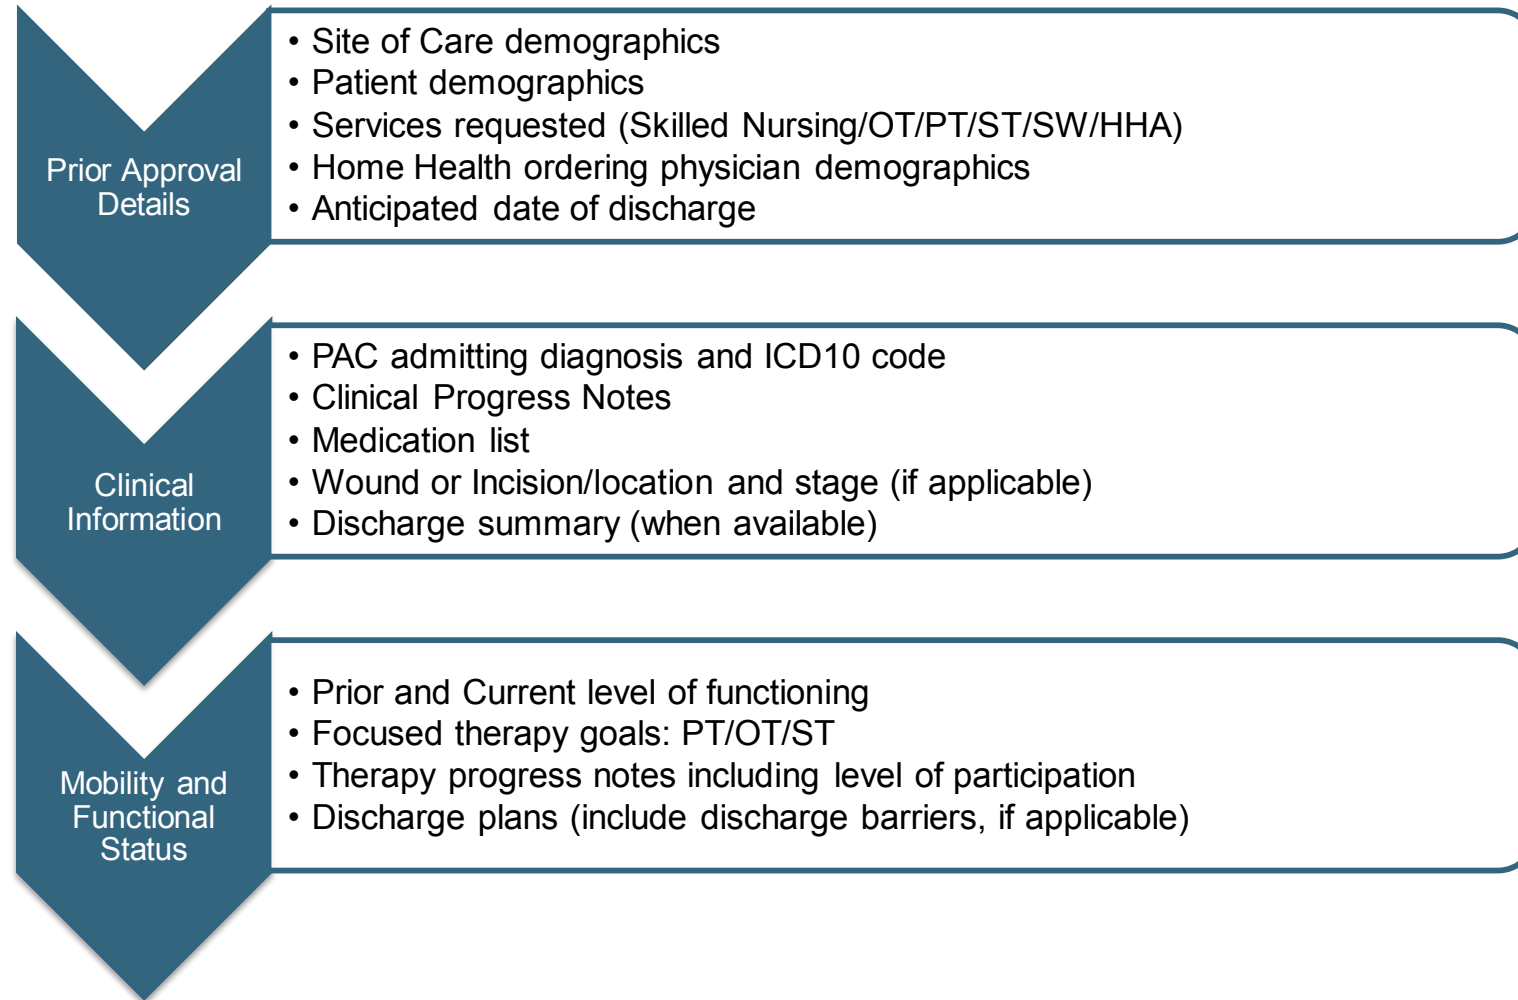 Prior Approval
Details
• Site of Care demographics
• Patient demographics
• Services requested (Skilled Nursing/OT/PT/ST/SW/HHA)
• Home Health ordering physician demographics
• Anticipated date of discharge
Clinical
Information
• PAC admitting diagnosis and ICD10 code
• Clinical Progress Notes
• Medication list
• Wound or Incision/location and stage (if applicable)
• Discharge summary (when available)
Mobility and
Functional
Status
• Prior and Current level of functioning
• Focused therapy goals: PT/OT/ST
• Therapy progress notes including level of participation
• Discharge plans (include discharge barriers, if applicable)